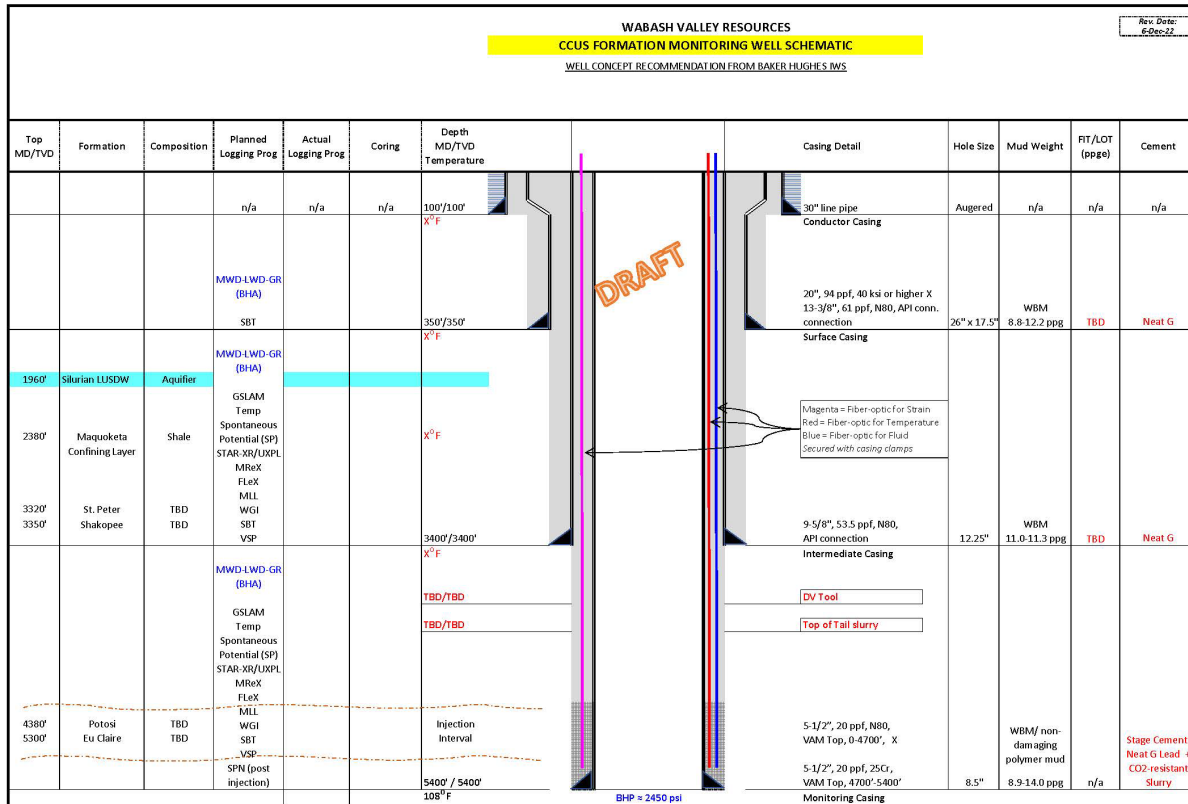 WABASH VALLEY RESOURCES
CCUS FORMATION MONITORING WELL SCHEMATIC
WELL CONCEPT RECOMMENDATION FROM BAKER HUGHES IWS
Rev. Date:
6-Dec-22
Top MD/TVD
Formation
Composition
Planned Logging Prog
Actual Logging Prog
Coring
Depth MD/TVD Temperature
Casing Detail
Hole Size
Mud Weight
FIT/LOT (ppge)
Cement
n/a n/a n/a 100'/100' 30" line pipe Augered n/a n/a n/a
X⁰F Conductor Casing
MWD-LWD-GR
(BHA)
DRAFT
20", 94 ppf, 40 ksi or higher X
13-3/8", 61 ppf, N80, API conn. WBM
connection
SBT 350'/350' 26" x 17.5" 8.8-12.2 ppg TBD Neat G
X⁰F Surface Casing
MWD-LWD-GR
(BHA)
1960' Silurian LUSDW Aquifier
GSLAM
Temp
Spontaneous
2380' Maquoketa Shale Potential (SP) X⁰F
Confining Layer STAR-XR/UXPL
MReX
FLeX
MLL
Magenta = Fiber-optic for Strain
Red = Fiber-optic for Temperature
Blue = Fiber-optic for Fluid
Secured with casing clamps
3320' St. Peter TBD WGI
3350' Shakopee TBD SBT 9-5/8", 53.5 ppf, N80, WBM
VSP 3400'/3400' API connection 12.25" 11.0-11.3 ppg TBD Neat G
X⁰F Intermediate Casing
MWD-LWD-GR
(BHA)
TBD/TBD DV Tool
GSLAM
Temp TBD/TBD Top of Tail slurry
Spontaneous
Potential (SP)
STAR-XR/UXPL
MReX
FLeX
MLL
4380' Potosi TBD WGI Injection 5-1/2", 20 ppf, N80,
5300' Eu Claire TBD SBT Interval VAM Top, 0-4700', X
VSP
SPN (post
injection)
5-1/2", 20 ppf, 25Cr,
VAM Top, 4700'-5400'
WBM/ non-
damaging
polymer mud
Stage Cement
Neat G Lead +
CO2-resistant
Slurry
5400' / 5400' 8.5" 8.9-14.0 ppg n/a
108⁰F BHP ≈ 2450 psi Monitoring Casing